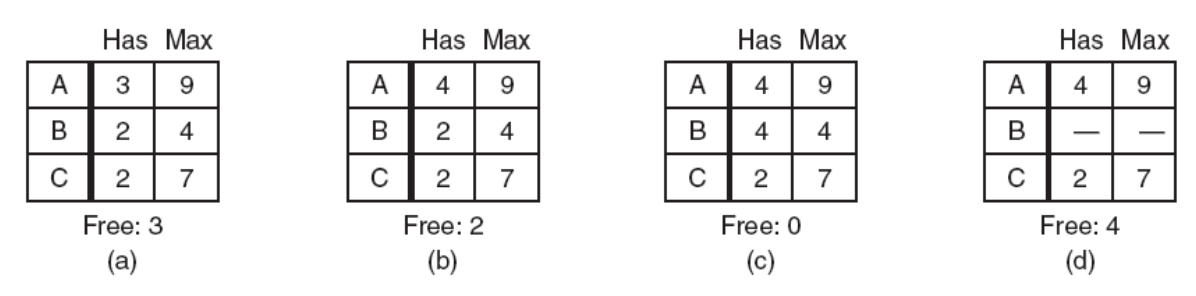 Has Max
A 3 9
B 2 4
C 2 7
Free: 3
(a)
Has Max
A 4 9
B 2 4
C 2 7
Free: 2
(b)
Has Max
A 4 9
B 4 4
C 2 7
Free: 0
(c)
Has Max
A 4 9
B — —
C 2 7
Free: 4
(d)